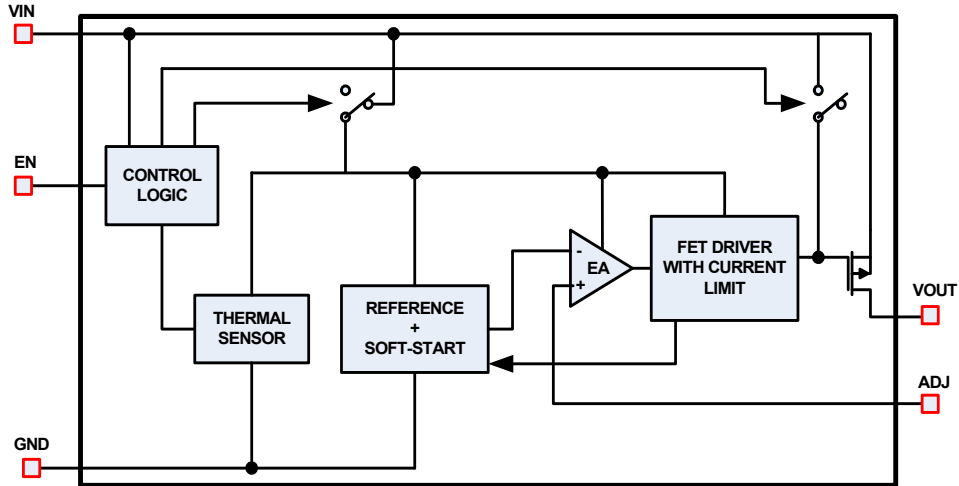 VIN
EN
CONTROL
LOGIC
THERMAL
SENSOR
REFERENCE
+
SOFT-START
-
EA
+
FET DRIVER
WITH CURRENT
LIMIT
VOUT
ADJ
GND